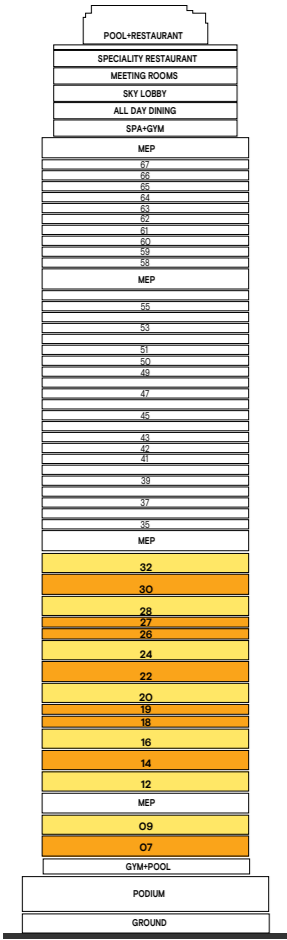 POOL+RESTAURANT
SPECIALITY RESTAURANT
MEETING ROOMS
SKY LOBBY
ALL DAY DINING
SPA+GYM
MEP
67
66
65
64
63
62
61
60
59
58
MEP
55
53
51
50
49
47
45
43
42
41
39
37
35
MEP
32
30
28
27
26
24
22
20
19
18
16
14
12
MEP
09
07
GYM+POOL
PODIUM
GROUND